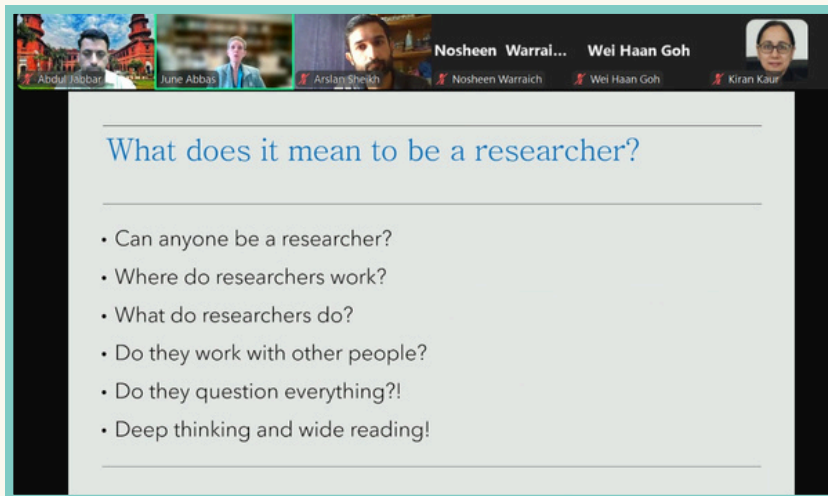 Nosheen Warrai...
Wei Haan Goh
Abdul Jabbar
June Abbas
Arslan Sheikh
Nosheen Warraich
Wei Haan Goh
Kiran Kaur
What does it mean to be a researcher?
• Can anyone be a researcher?
• Where do researchers work?
• What do researchers do?
• Do they work with other people?
• Do they question everything?!
• Deep thinking and wide reading!